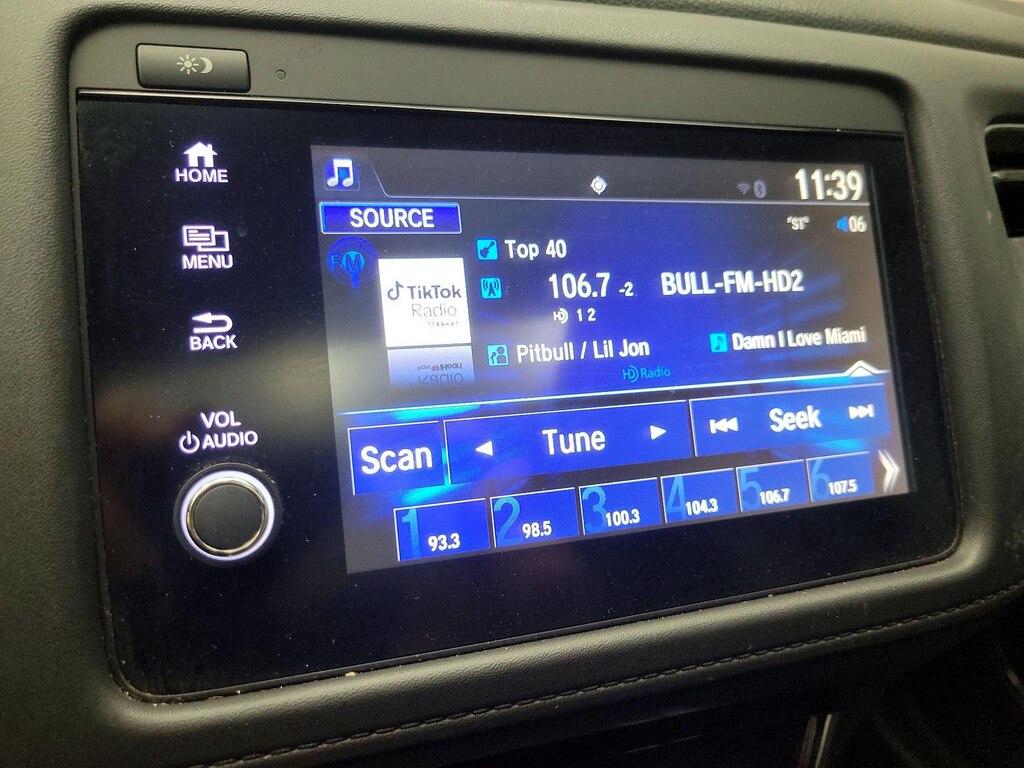 HOME
MENU
BACK
VOL
AUDIO
11:39
SOURCE
"ST"
06
FM
Top 40
TikTok
Radio
106.7 -2 BULL-FM-HD2
HD 1 2
Pitbull / Lil Jon
Damn I Love Miami
HD Radio
Scan
Tune
Seek
1 93.3
2 98.5
3 100.3
4 104.3
5 106.7
6 107.5